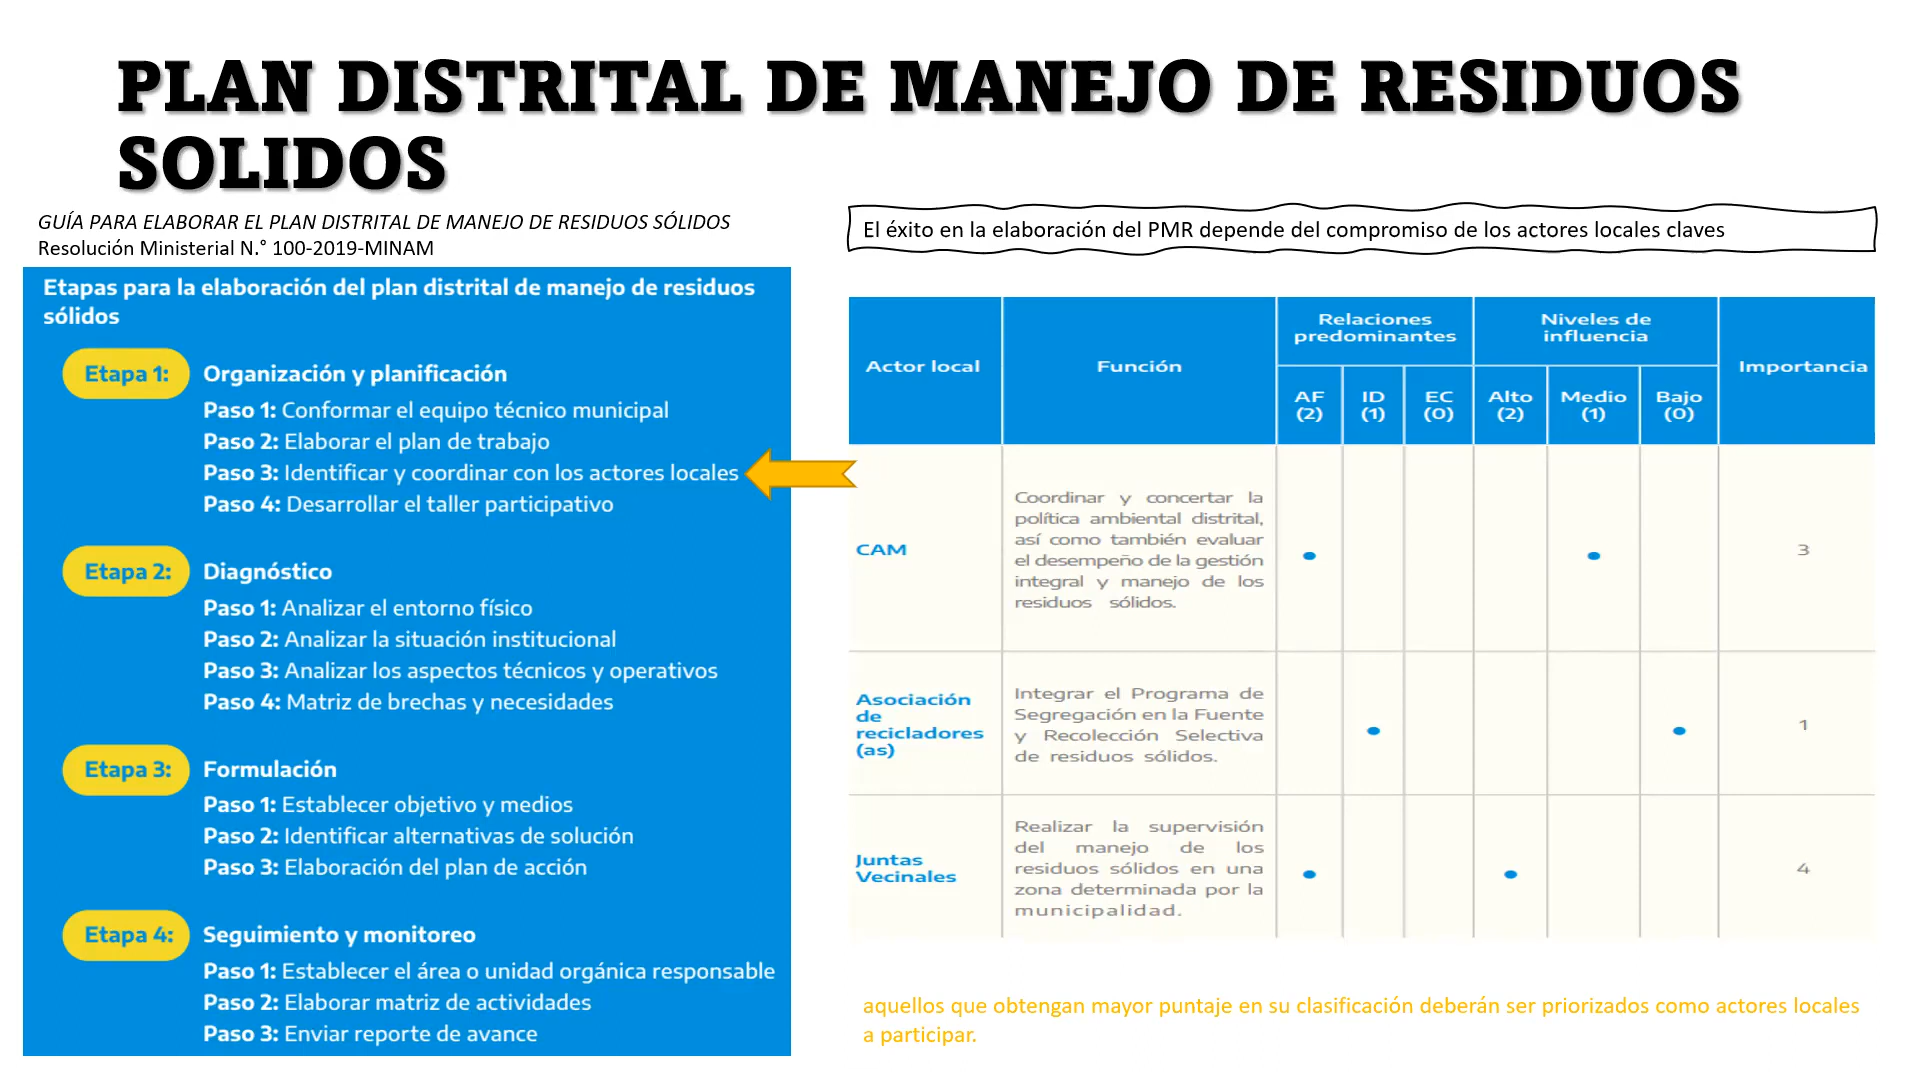 PLAN DISTRITAL DE MANEJO DE RESIDUOS
SOLIDOS
GUÍA PARA ELABORAR EL PLAN DISTRITAL DE MANEJO DE RESIDUOS SÓLIDOS
Resolución Ministerial N.° 100-2019-MINAM
Etapas para la elaboración del plan distrital de manejo de residuos
sólidos
Etapa 1: Organización y planificación
Paso 1: Conformar el equipo técnico municipal
Paso 2: Elaborar el plan de trabajo
Paso 3: Identificar y coordinar con los actores locales
Paso 4: Desarrollar el taller participativo
Etapa 2: Diagnóstico
Paso 1: Analizar el entorno físico
Paso 2: Analizar la situación institucional
Paso 3: Analizar los aspectos técnicos y operativos
Paso 4: Matriz de brechas y necesidades
Etapa 3: Formulación
Paso 1: Establecer objetivo y medios
Paso 2: Identificar alternativas de solución
Paso 3: Elaboración del plan de acción
Etapa 4: Seguimiento y monitoreo
Paso 1: Establecer el área o unidad orgánica responsable
Paso 2: Elaborar matriz de actividades
Paso 3: Enviar reporte de avance
El éxito en la elaboración del PMR depende del compromiso de los actores locales claves
Actor local
Función
Relaciones
predominantes
Niveles de
influencia
Importancia
AF
(2)
ID
(1)
EC
(0)
Alto
(2)
Medio
(1)
Bajo
(0)
CAM
Coordinar y concertar la
política ambiental distrital,
así como también evaluar
el desempeño de la gestión
integral y manejo de los
residuos sólidos.
3
Asociación
de
recicladores
(as)
Integrar el Programa de
Segregación en la Fuente
y Recolección Selectiva
de residuos sólidos.
1
Juntas
Vecinales
Realizar la supervisión
del manejo de los
residuos sólidos en una
zona determinada por la
municipalidad.
4
aquellos que obtengan mayor puntaje en su clasificación deberán ser priorizados como actores locales
a participar.